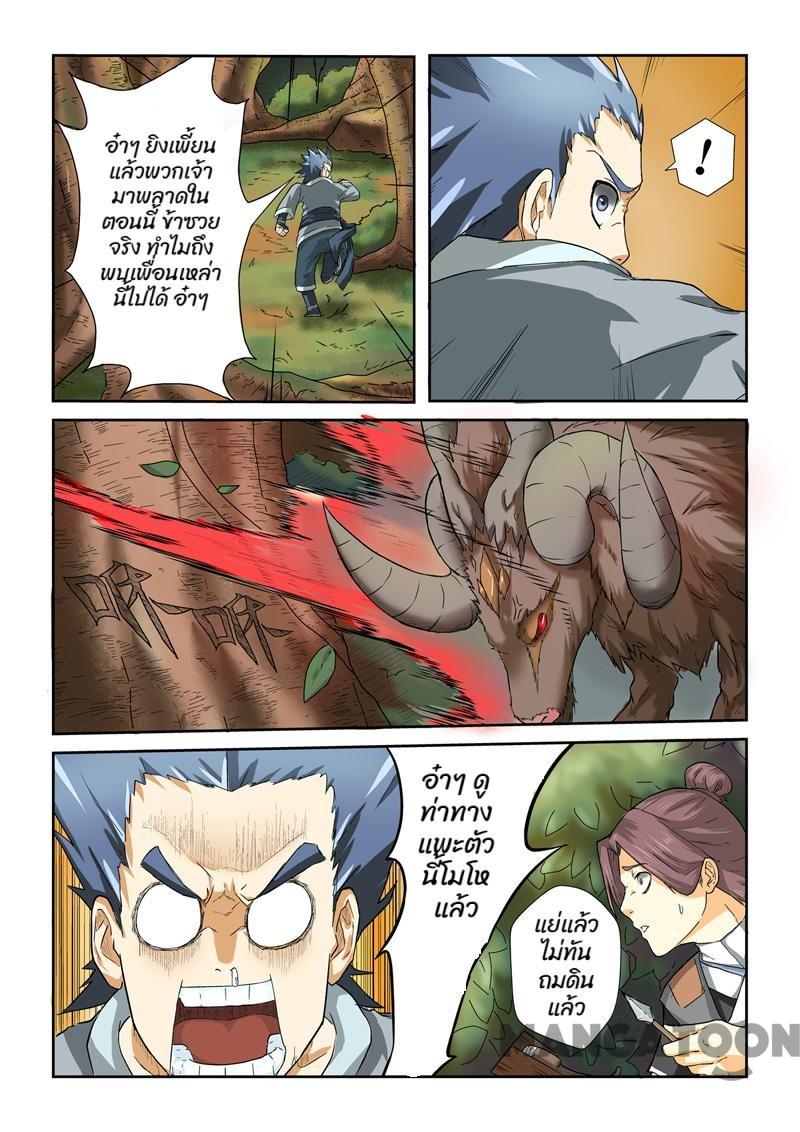 อ๋าๆ ยิงเพี้ยน
แล้วพวกเจ้า
มาพลาดใน
ตอนนี้ ข้าซวย
จริง ทำไมถึง
พบเพื่อนเหล่า
นี้ไปได้ อ๋าๆ
!
哌哌
อ๋าๆ ดู
ท่าทาง
แพะตัว
นี้โมโห
แล้ว
แย่แล้ว
ไม่ทัน
ถมดิน
แล้ว
MANGATOON